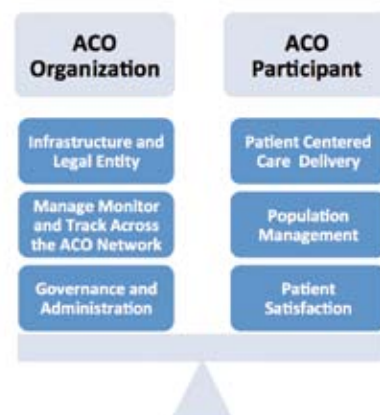 ACO
Organization
Infrastructure and
Legal Entity
Manage Monitor
and Track Across
the ACO Network
Governance and
Administration
ACO
Participant
Patient Centered
Care Delivery
Population
Management
Patient
Satisfaction